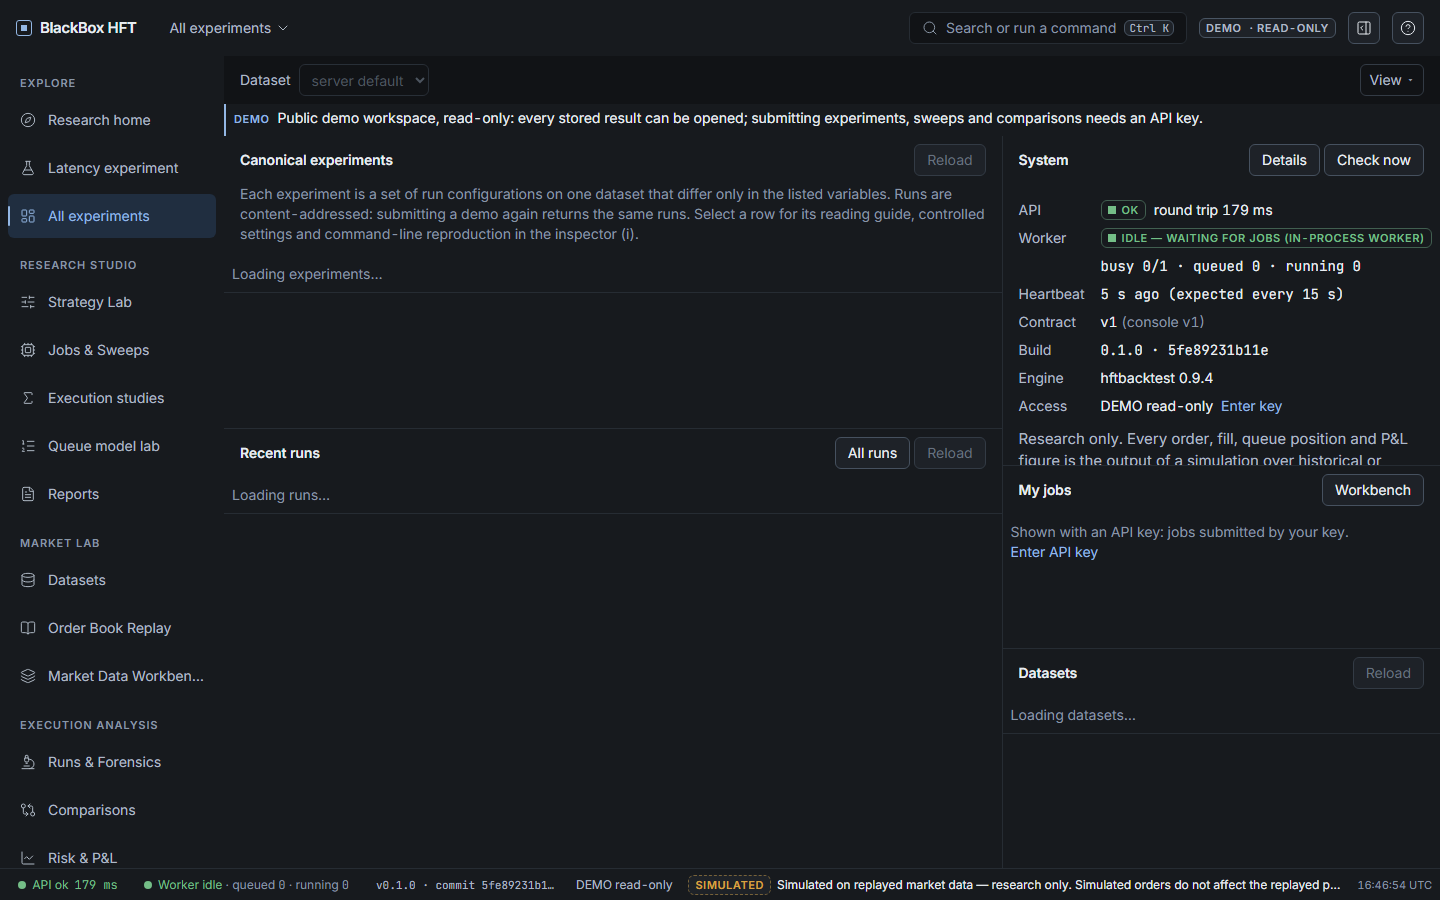 BlackBox HFT
All experiments
Search or run a command
Ctrl K
DEMO · READ-ONLY
EXPLORE
Research home
Latency experiment
All experiments
RESEARCH STUDIO
Strategy Lab
Jobs & Sweeps
Execution studies
Queue model lab
Reports
MARKET LAB
Datasets
Order Book Replay
Market Data Workben...
EXECUTION ANALYSIS
Runs & Forensics
Comparisons
Risk & P&L
Dataset
server default
View
DEMO Public demo workspace, read-only: every stored result can be opened; submitting experiments, sweeps and comparisons needs an API key.
Canonical experiments
Reload
Each experiment is a set of run configurations on one dataset that differ only in the listed variables. Runs are
content-addressed: submitting a demo again returns the same runs. Select a row for its reading guide, controlled
settings and command-line reproduction in the inspector (i).
Loading experiments...
Recent runs
All runs
Reload
Loading runs...
System
Details
Check now
API OK round trip 179 ms
Worker IDLE — WAITING FOR JOBS (IN-PROCESS WORKER)
busy 0/1 · queued 0 · running 0
Heartbeat 5 s ago (expected every 15 s)
Contract v1 (console v1)
Build 0.1.0 · 5fe89231b11e
Engine hftbacktest 0.9.4
Access DEMO read-only Enter key
Research only. Every order, fill, queue position and P&L
figure is the output of a simulation over historical or
My jobs
Workbench
Shown with an API key: jobs submitted by your key.
Enter API key
Datasets
Reload
Loading datasets...
API ok 179 ms
Worker idle · queued 0 · running 0
v0.1.0 · commit 5fe89231b1…
DEMO read-only
SIMULATED Simulated on replayed market data — research only. Simulated orders do not affect the replayed p...
16:46:54 UTC